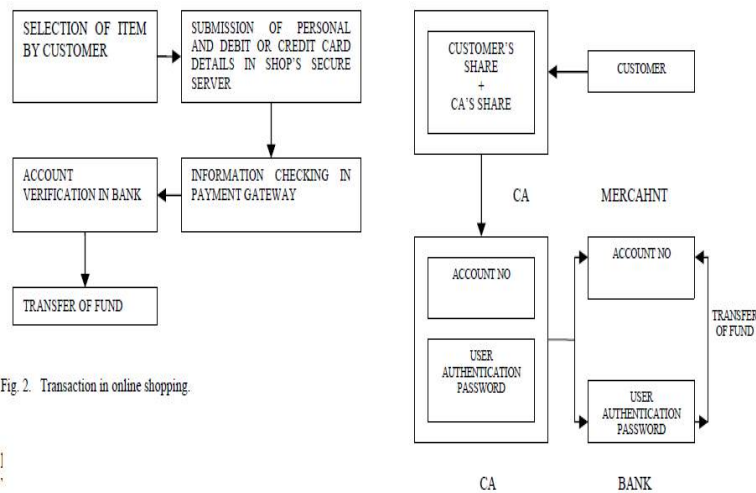 SELECTION OF ITEM
BY CUSTOMER
SUBMISSION OF PERSONAL
AND DEBIT OR CREDIT CARD
DETAILS IN SHOP'S SECURE
SERVER
ACCOUNT
VERIFICATION IN BANK
INFORMATION CHECKING IN
PAYMENT GATEWAY
TRANSFER OF FUND
Fig. 2. Transaction in online shopping.
CUSTOMER'S
SHARE
+
CA'S SHARE
CUSTOMER
CA
MERCAHNT
ACCOUNT NO
USER
AUTHENTICATION
PASSWORD
ACCOUNT NO
TRANSFER
OF FUND
USER
AUTHENTICATION
PASSWORD
CA
BANK